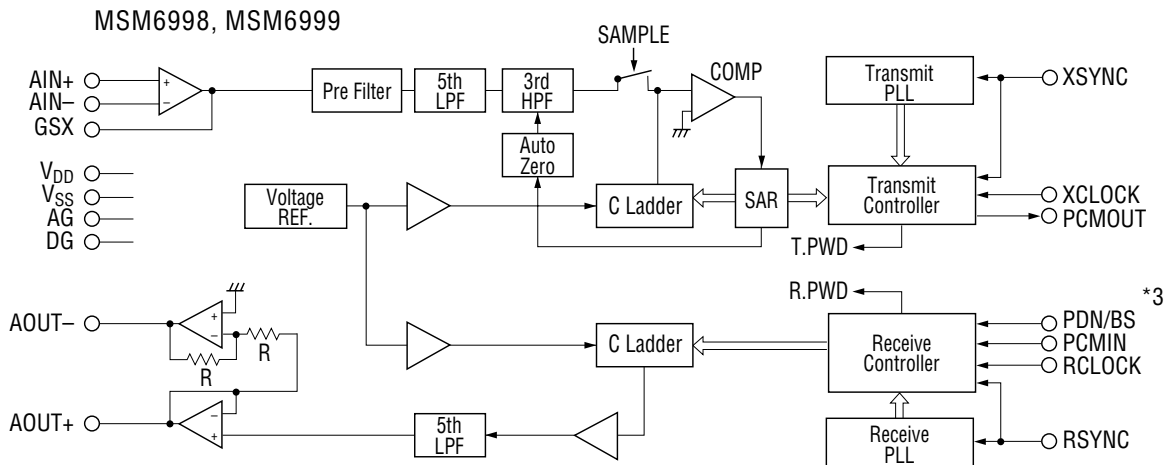 MSM6998, MSM6999
SAMPLE
COMP
AIN+
AIN–
GSX
Pre Filter
5th
LPF
3rd
HPF
Auto
Zero
Transmit
PLL
XSYNC
VDD
VSS
AG
DG
Voltage
REF.
C Ladder
SAR
Transmit
Controller
XCLOCK
PCMOUT
T.PWD
R.PWD
*3
AOUT–
R
R
C Ladder
Receive
Controller
PDN/BS
PCMIN
RCLOCK
AOUT+
5th
LPF
Receive
PLL
RSYNC
+
–
+
–
–
+